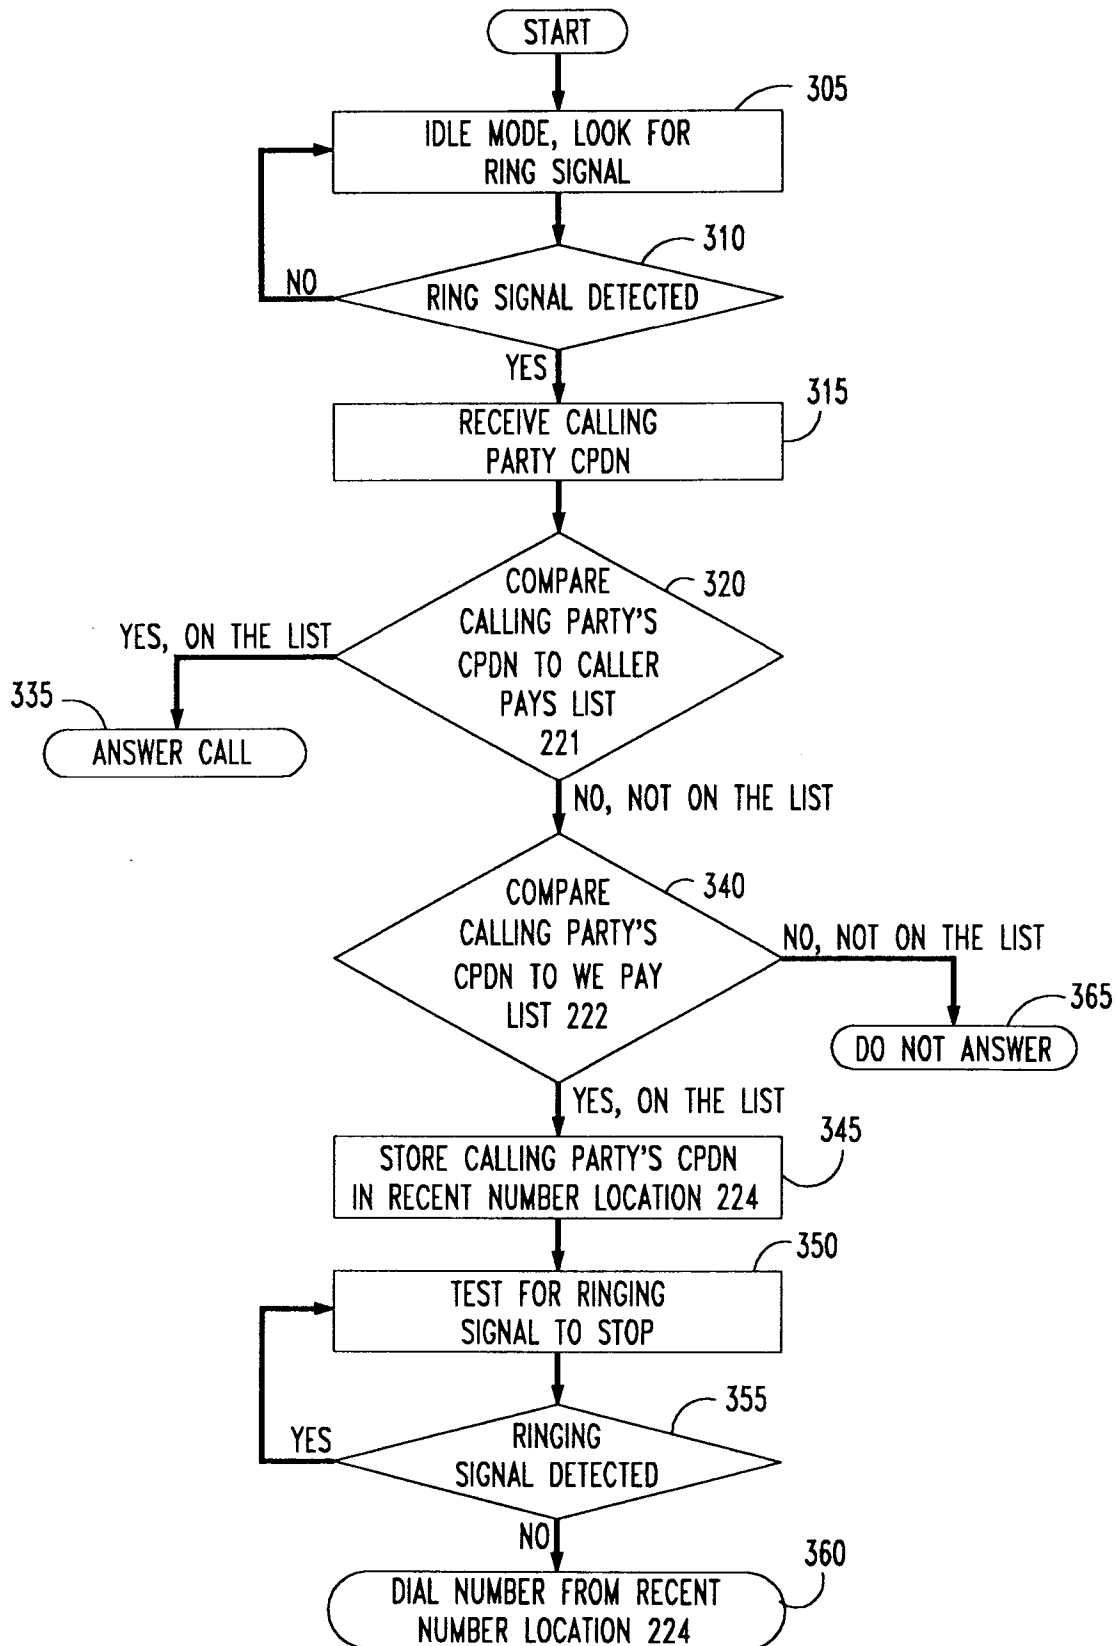 START
305
IDLE MODE, LOOK FOR
RING SIGNAL
310
RING SIGNAL DETECTED
NO
YES
315
RECEIVE CALLING
PARTY CPDN
320
COMPARE
CALLING PARTY'S
CPDN TO CALLER
PAYS LIST
221
YES, ON THE LIST
335
ANSWER CALL
NO, NOT ON THE LIST
340
COMPARE
CALLING PARTY'S
CPDN TO WE PAY
LIST 222
NO, NOT ON THE LIST
365
DO NOT ANSWER
YES, ON THE LIST
345
STORE CALLING PARTY'S CPDN
IN RECENT NUMBER LOCATION 224
350
TEST FOR RINGING
SIGNAL TO STOP
355
YES
RINGING
SIGNAL DETECTED
NO
360
DIAL NUMBER FROM RECENT
NUMBER LOCATION 224